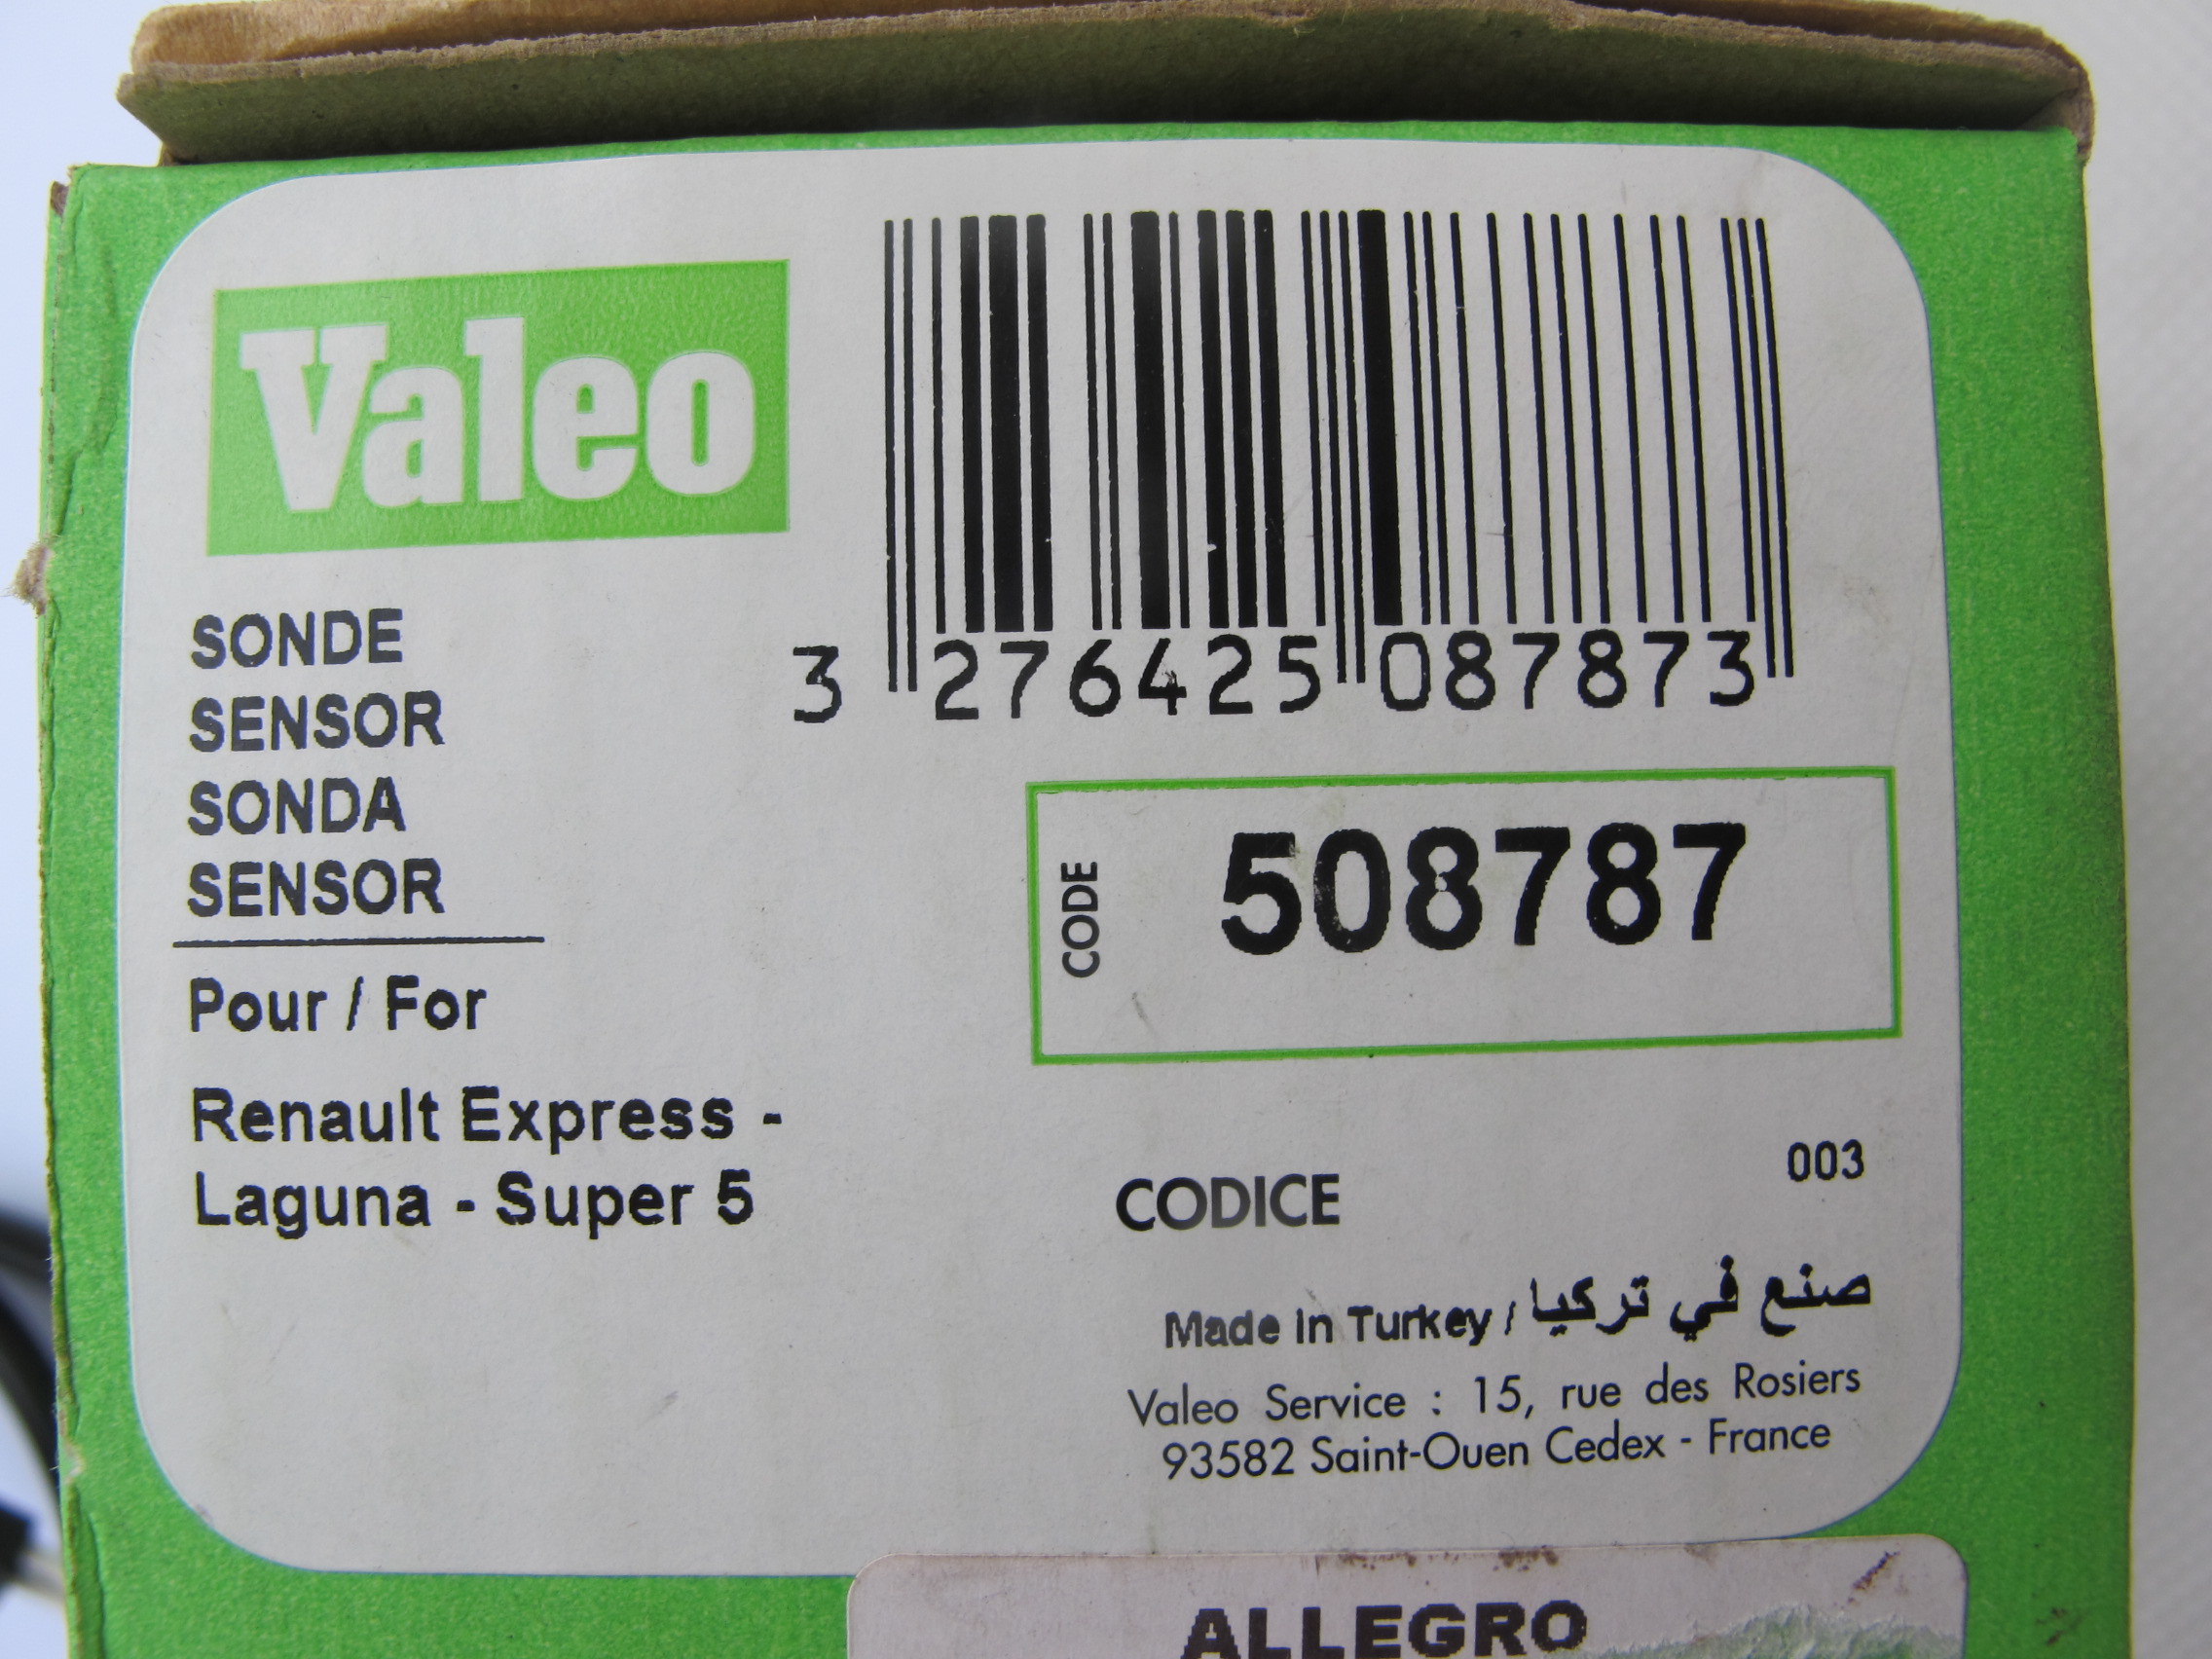 Valeo
3 276425 087873
SONDE
SENSOR
SONDA
SENSOR
Pour / For
Renault Express -
Laguna - Super 5
CODE 508787
003
CODICE
Made in Turkey / صنع في تركيا
Valeo Service : 15, rue des Rosiers
93582 Saint-Ouen Cedex - France
ALLEGRO